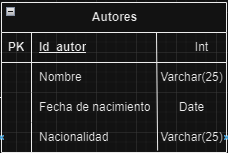 Autores
PK Id_autor Int
Nombre Varchar(25)
Fecha de nacimiento Date
Nacionalidad Varchar(25)